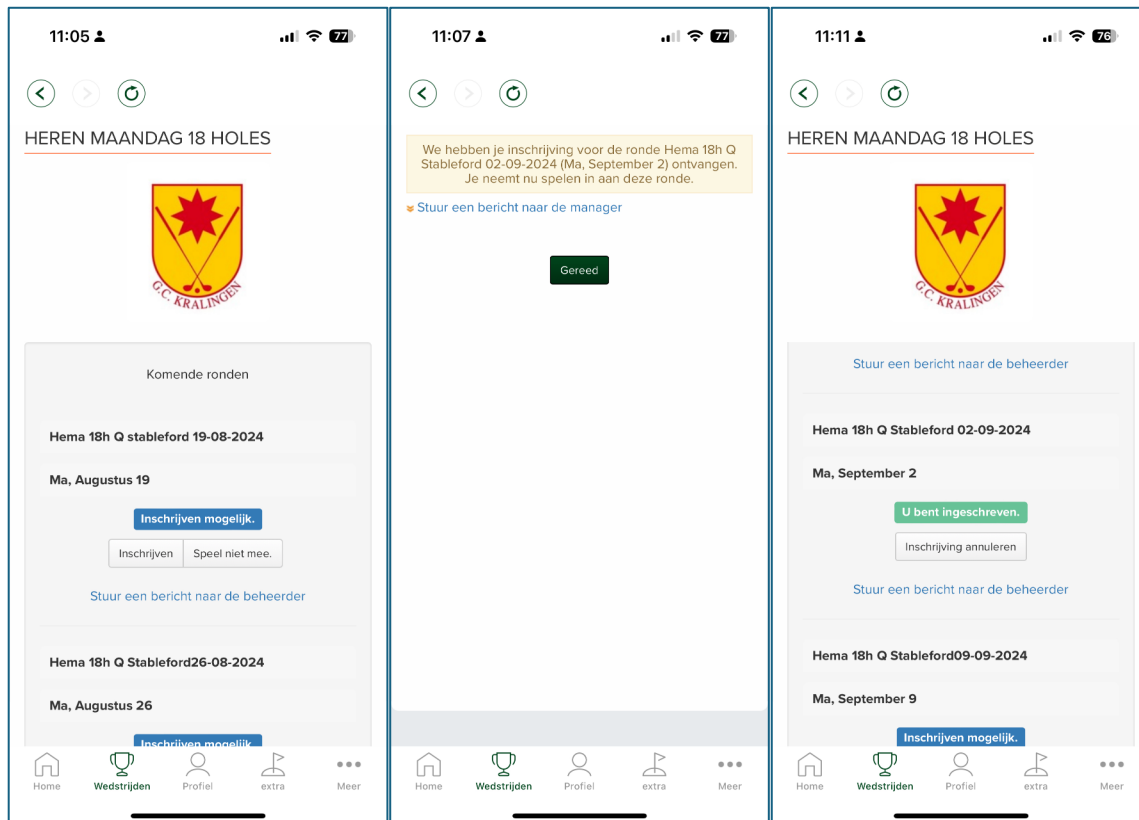 11:05
77
HEREN MAANDAG 18 HOLES
G.C. KRALINGEN
Komende ronden
Hema 18h Q stableford 19-08-2024
Ma, Augustus 19
Inschrijven mogelijk.
Inschrijven
Speel niet mee.
Stuur een bericht naar de beheerder
Hema 18h Q Stableford26-08-2024
Ma, Augustus 26
Inschrijven mogelijk.
Home
Wedstrijden
Profiel
extra
Meer
11:07
77
We hebben je inschrijving voor de ronde Hema 18h Q
Stableford 02-09-2024 (Ma, September 2) ontvangen.
Je neemt nu spelen in aan deze ronde.
Stuur een bericht naar de manager
Gereed
Home
Wedstrijden
Profiel
extra
Meer
11:11
76
HEREN MAANDAG 18 HOLES
G.C. KRALINGEN
Stuur een bericht naar de beheerder
Hema 18h Q Stableford 02-09-2024
Ma, September 2
U bent ingeschreven.
Inschrijving annuleren
Stuur een bericht naar de beheerder
Hema 18h Q Stableford09-09-2024
Ma, September 9
Inschrijven mogelijk.
Home
Wedstrijden
Profiel
extra
Meer